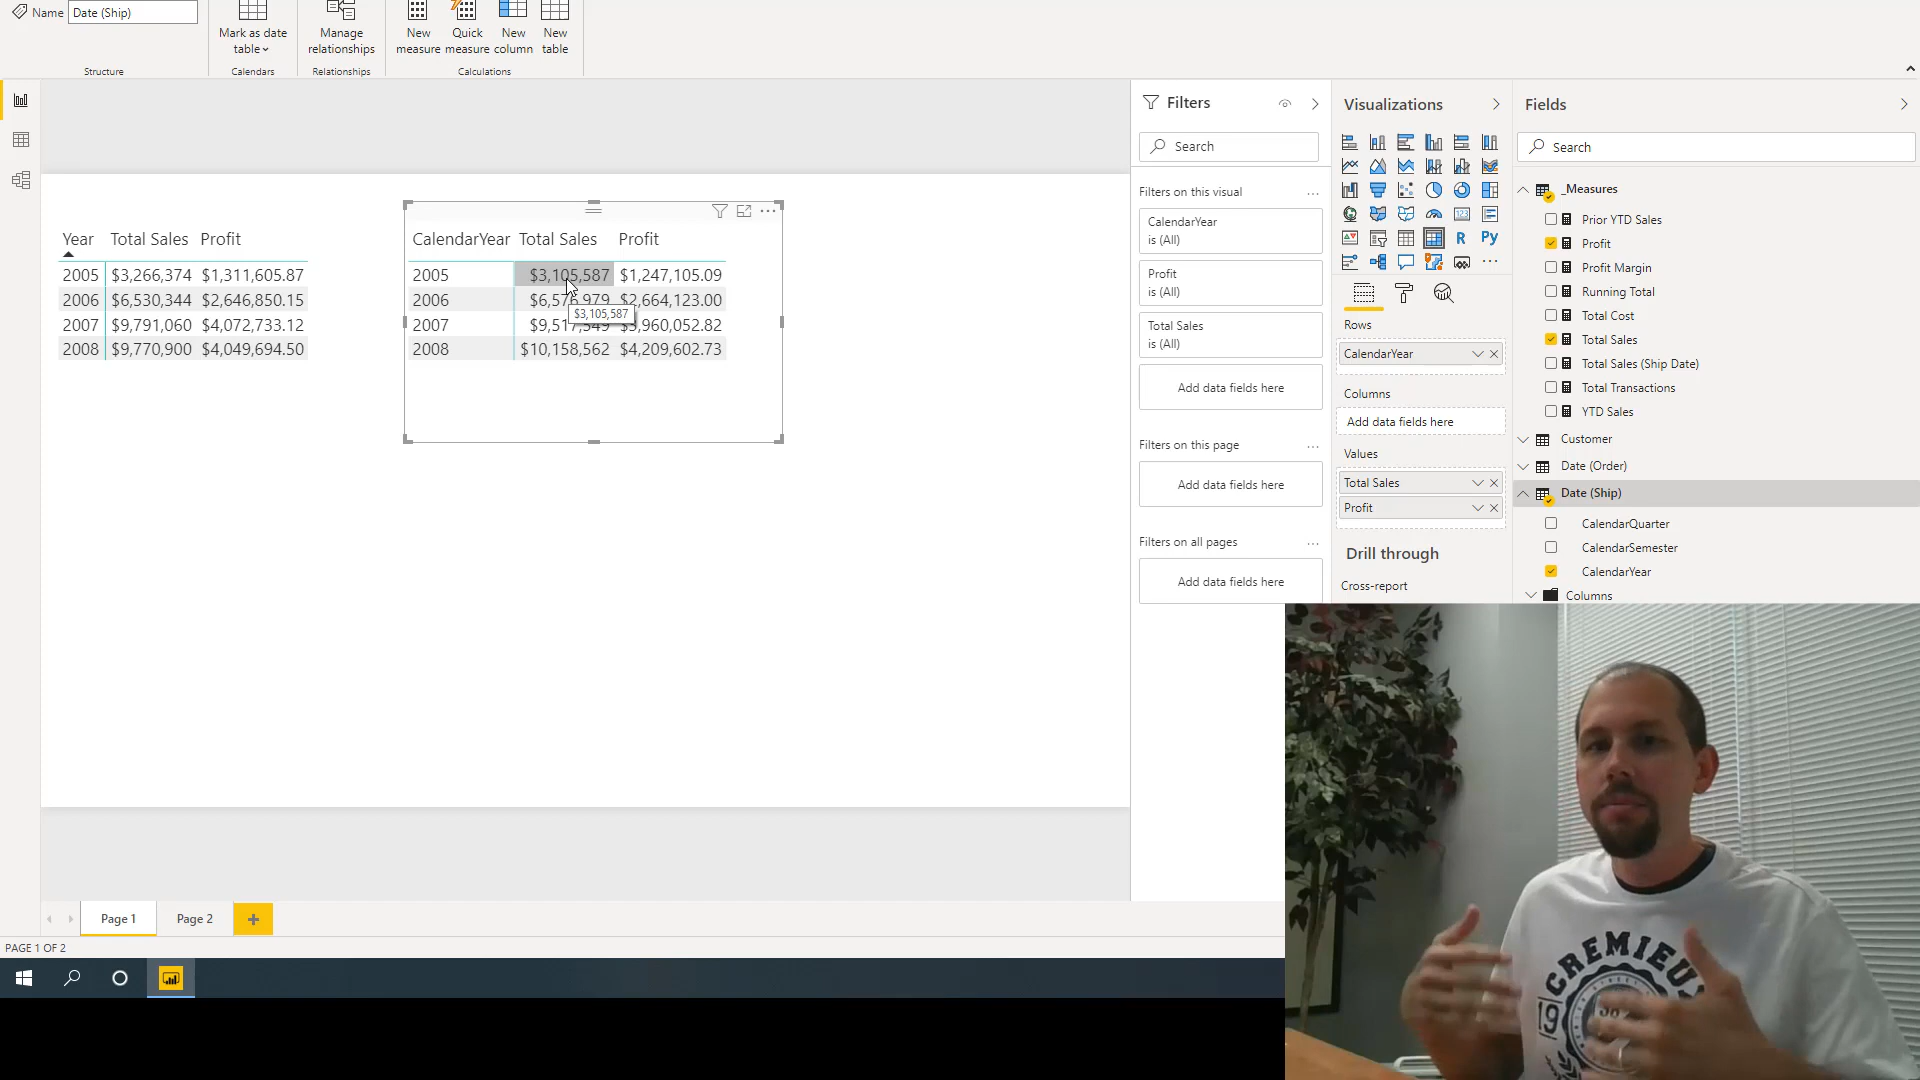 Name Date (Ship)
Mark as date
table
Manage
relationships
New
measure
Quick
measure
New
column
New
table
Structure
Calendars
Relationships
Calculations
Year Total Sales Profit
2005 $3,266,374 $1,311,605.87
2006 $6,530,344 $2,646,850.15
2007 $9,791,060 $4,072,733.12
2008 $9,770,900 $4,049,694.50
CalendarYear Total Sales Profit
2005 $3,105,587 $1,247,105.09
2006 $2,664,123.00
$3,105,587
2007
2008 $10,158,562 $4,209,602.73
Filters
Search
Filters on this visual
CalendarYear
is (All)
Profit
is (All)
Total Sales
is (All)
Add data fields here
Filters on this page
Add data fields here
Filters on all pages
Add data fields here
Visualizations
R Py
Rows
CalendarYear
Columns
Add data fields here
Values
Total Sales
Profit
Drill through
Cross-report
Fields
Search
_Measures
Prior YTD Sales
Profit
Profit Margin
Running Total
Total Cost
Total Sales
Total Sales (Ship Date)
Total Transactions
YTD Sales
Customer
Date (Order)
Date (Ship)
CalendarQuarter
CalendarSemester
CalendarYear
Columns
Page 1
Page 2
PAGE 1 OF 2
CREMIEU
19